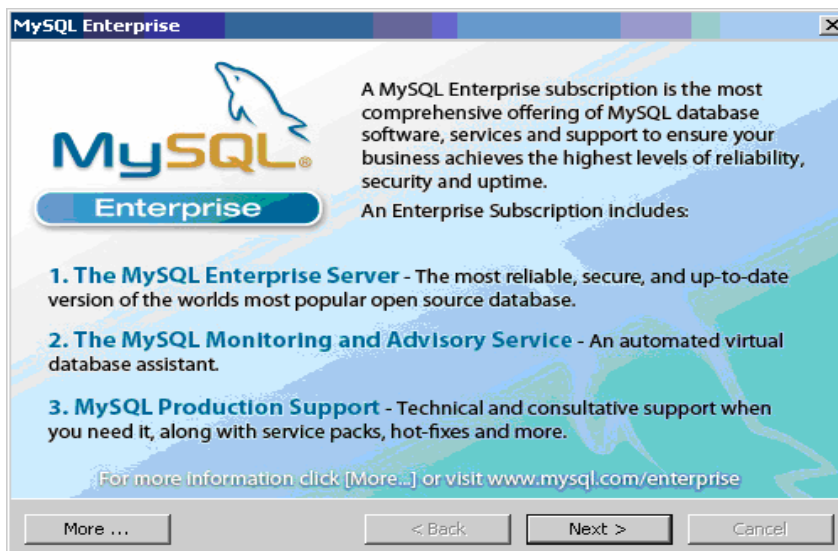 MySQL Enterprise
MySQL®
Enterprise
A MySQL Enterprise subscription is the most
comprehensive offering of MySQL database
software, services and support to ensure your
business achieves the highest levels of reliability,
security and uptime.
An Enterprise Subscription includes:
1. The MySQL Enterprise Server - The most reliable, secure, and up-to-date
version of the worlds most popular open source database.
2. The MySQL Monitoring and Advisory Service - An automated virtual
database assistant.
3. MySQL Production Support - Technical and consultative support when
you need it, along with service packs, hot-fixes and more.
For more information click [More...] or visit www.mysql.com/enterprise
More ...
< Back
Next >
Cancel